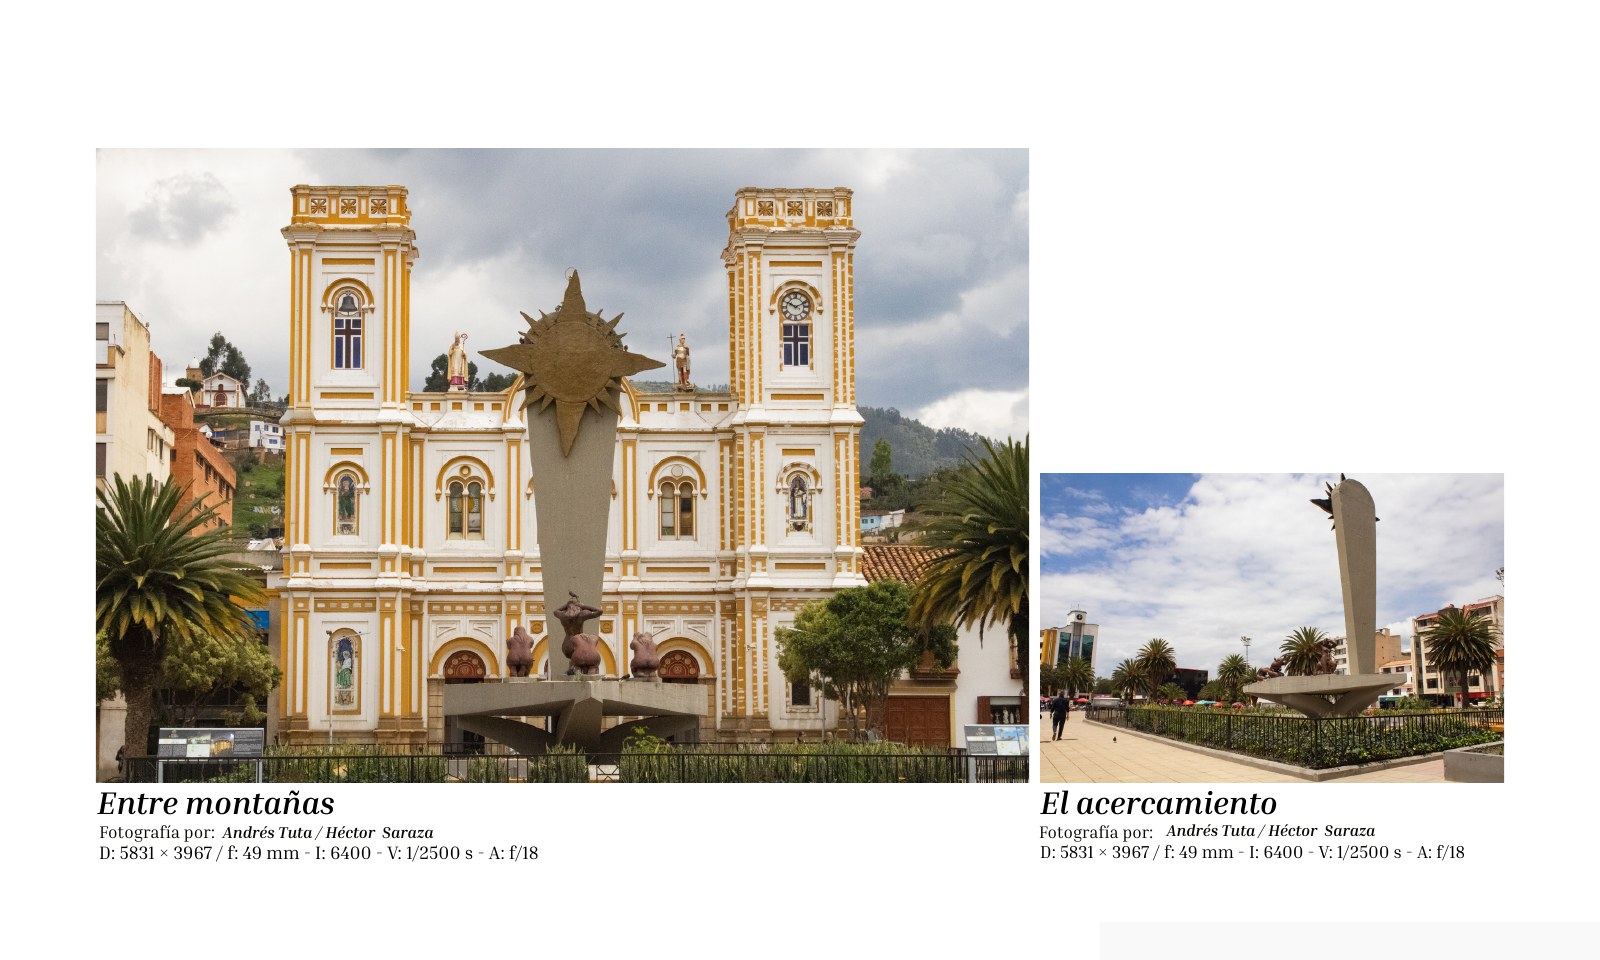 Entre montañas
Fotografía por: Andrés Tuta / Héctor Saraza
D: 5831 × 3967 / f: 49 mm - I: 6400 - V: 1/2500 s - A: f/18
El acercamiento
Fotografía por: Andrés Tuta / Héctor Saraza
D: 5831 × 3967 / f: 49 mm - I: 6400 - V: 1/2500 s - A: f/18